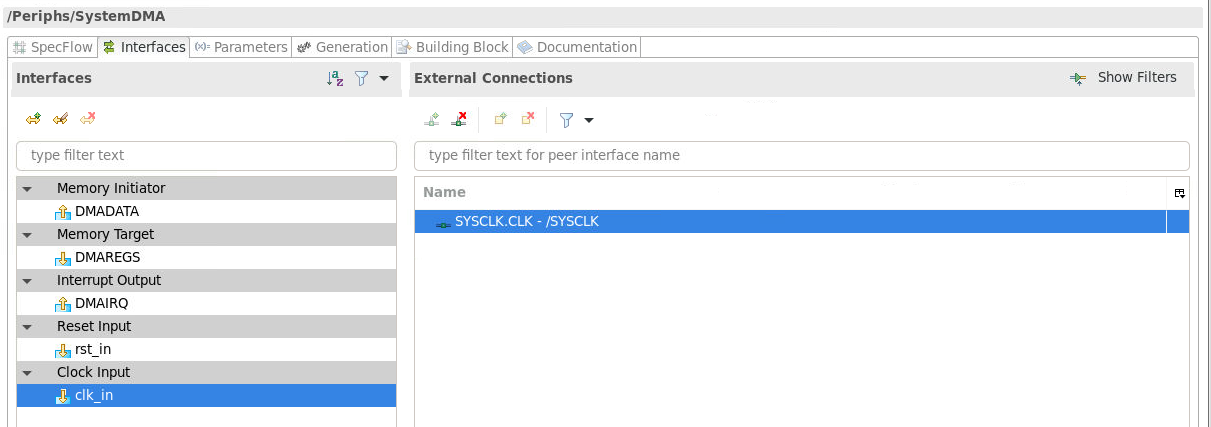 /Periphs/SystemDMA
SpecFlow Interfaces (x)= Parameters Generation Building Block Documentation
Interfaces
External Connections
Show Filters
type filter text
type filter text for peer interface name
Memory Initiator
DMADATA
Memory Target
DMAREGS
Interrupt Output
DMAIRQ
Reset Input
rst_in
Clock Input
clk_in
Name
SYSCLK.CLK - /SYSCLK